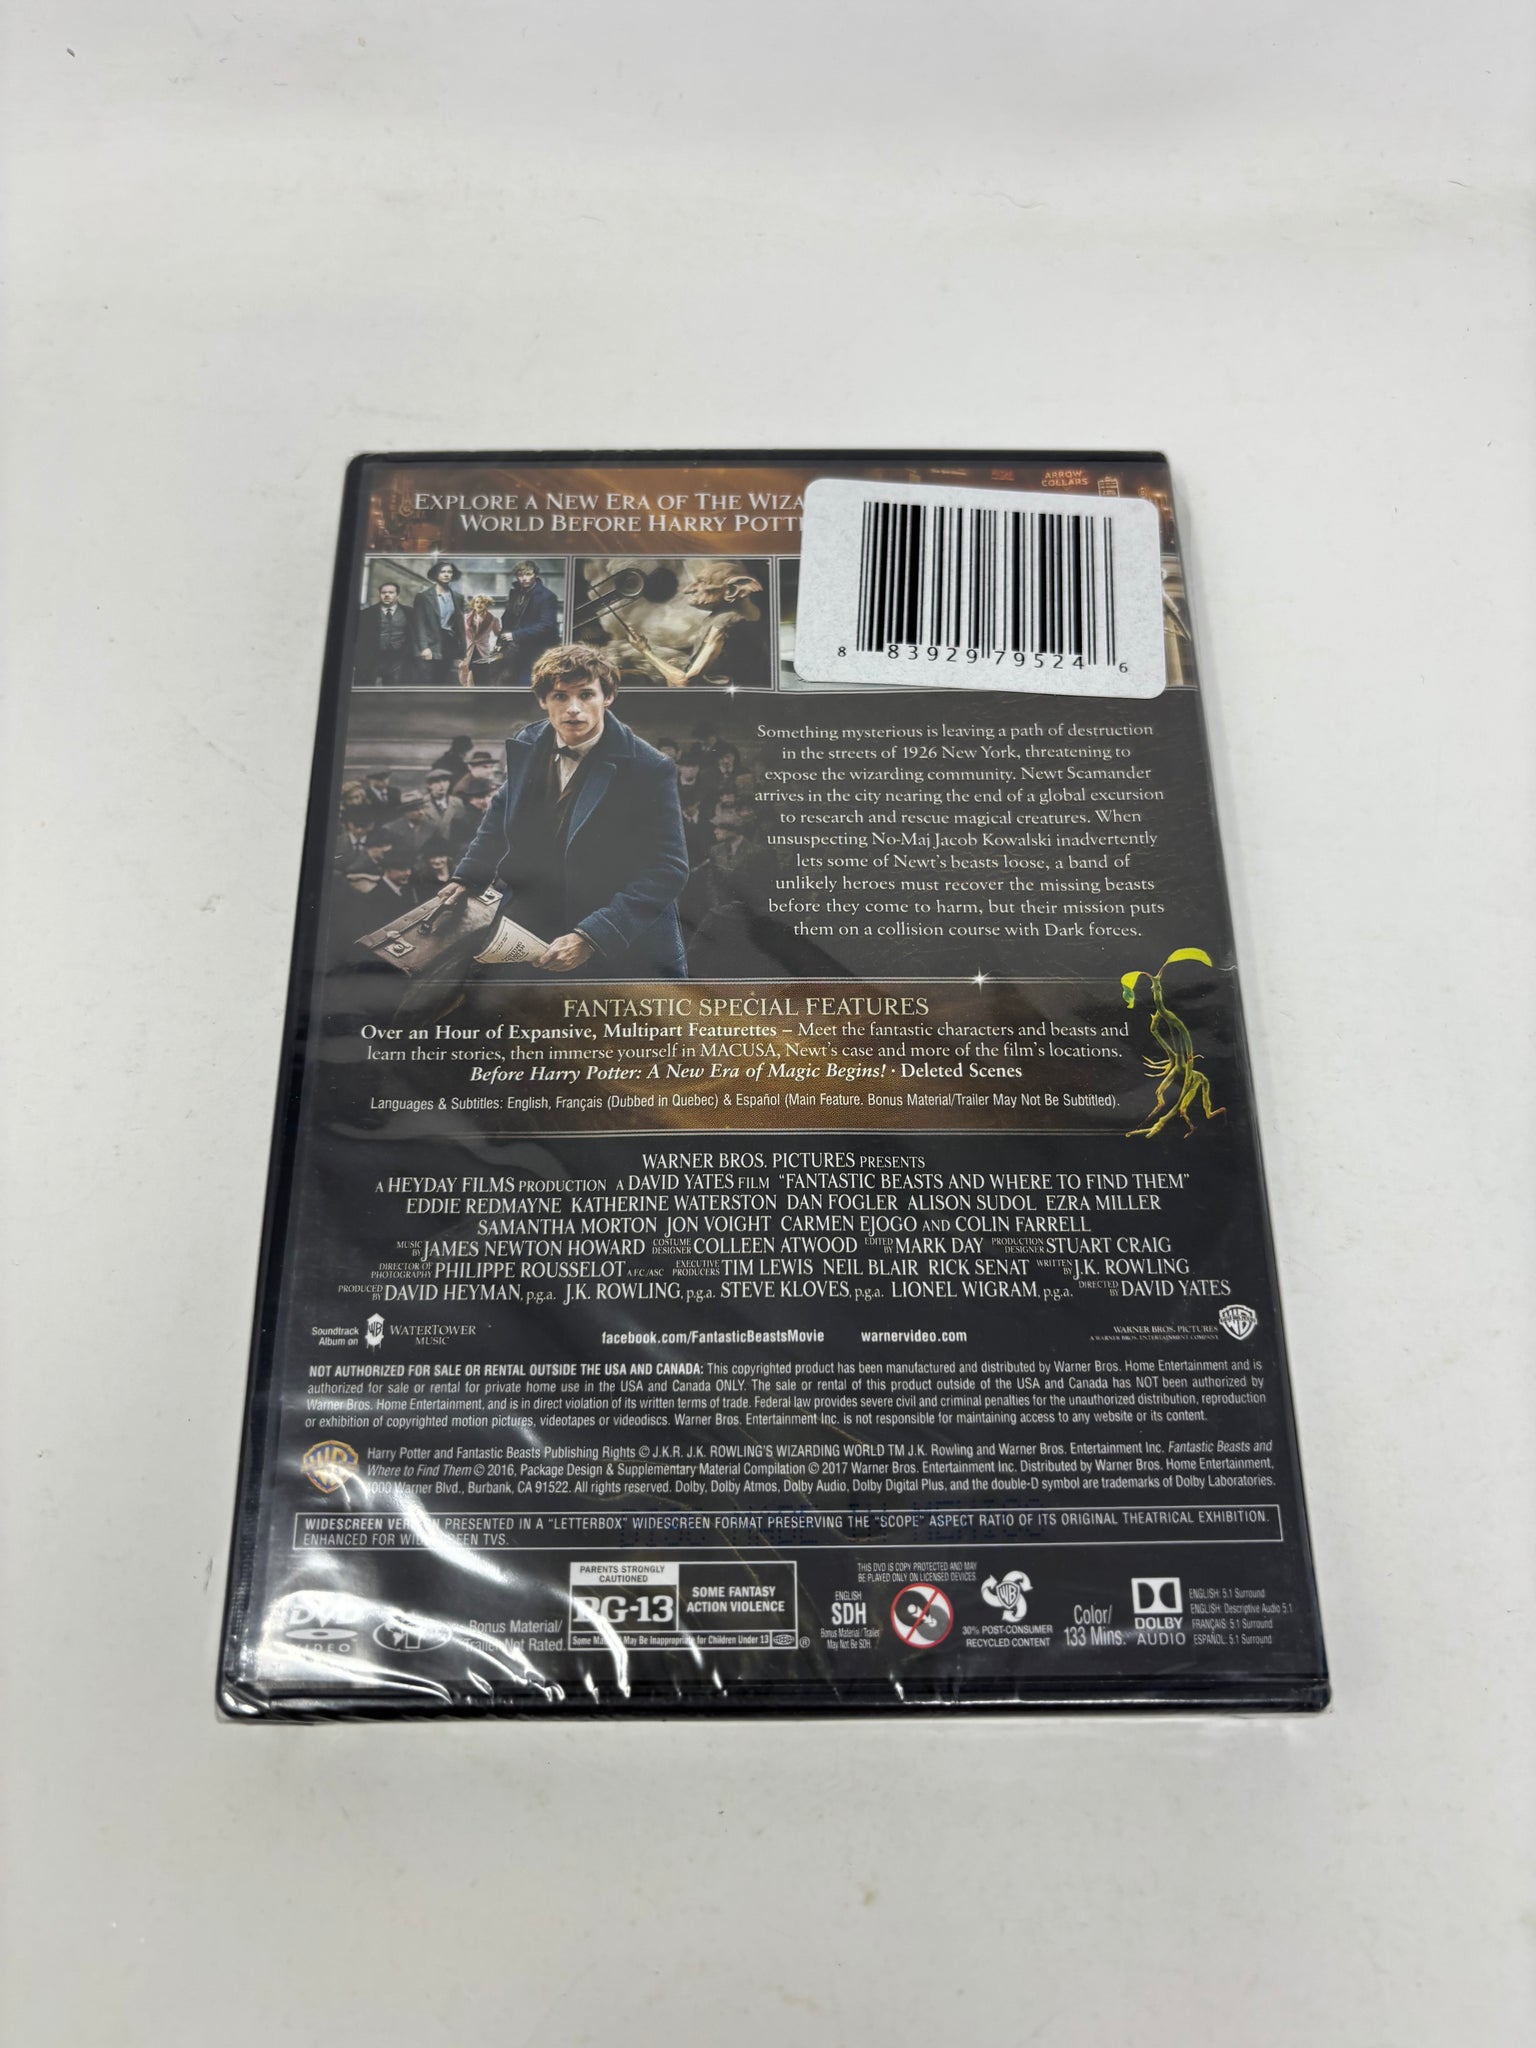 ARROW
COLLARS
EXPLORE A NEW ERA OF THE WIZA
WORLD BEFORE HARRY POTT
8 83929 79524 6
Something mysterious is leaving a path of destruction
in the streets of 1926 New York, threatening to
expose the wizarding community. Newt Scamander
arrives in the city nearing the end of a global excursion
to research and rescue magical creatures. When
unsuspecting No-Maj Jacob Kowalski inadvertently
lets some of Newt's beasts loose, a band of
unlikely heroes must recover the missing beasts
before they come to harm, but their mission puts
them on a collision course with Dark forces.
FANTASTIC SPECIAL FEATURES
Over an Hour of Expansive, Multipart Featurettes – Meet the fantastic characters and beasts and
learn their stories, then immerse yourself in MACUSA, Newt's case and more of the film's locations.
Before Harry Potter: A New Era of Magic Begins! · Deleted Scenes
Languages & Subtitles: English, Français (Dubbed in Quebec) & Español (Main Feature. Bonus Material/Trailer May Not Be Subtitled).
WARNER BROS. PICTURES PRESENTS
A HEYDAY FILMS PRODUCTION A DAVID YATES FILM "FANTASTIC BEASTS AND WHERE TO FIND THEM"
EDDIE REDMAYNE KATHERINE WATERSTON DAN FOGLER ALISON SUDOL EZRA MILLER
SAMANTHA MORTON JON VOIGHT CARMEN EJOGO AND COLIN FARRELL
MUSIC BY JAMES NEWTON HOWARD COSTUME DESIGNER COLLEEN ATWOOD EDITED BY MARK DAY PRODUCTION DESIGNER STUART CRAIG
DIRECTOR OF PHOTOGRAPHY PHILIPPE ROUSSELOT A.F.C./ASC EXECUTIVE PRODUCERS TIM LEWIS NEIL BLAIR RICK SENAT WRITTEN BY J.K. ROWLING
PRODUCED BY DAVID HEYMAN, p.g.a. J.K. ROWLING, p.g.a. STEVE KLOVES, p.g.a. LIONEL WIGRAM, p.g.a. DIRECTED BY DAVID YATES
Soundtrack
Album on
WATERTOWER
MUSIC
facebook.com/FantasticBeastsMovie warnervideo.com
WARNER BROS. PICTURES
A WARNER BROS. ENTERTAINMENT COMPANY
NOT AUTHORIZED FOR SALE OR RENTAL OUTSIDE THE USA AND CANADA: This copyrighted product has been manufactured and distributed by Warner Bros. Home Entertainment and is
authorized for sale or rental for private home use in the USA and Canada ONLY. The sale or rental of this product outside of the USA and Canada has NOT been authorized by
Warner Bros. Home Entertainment, and is in direct violation of its written terms of trade. Federal law provides severe civil and criminal penalties for the unauthorized distribution, reproduction
or exhibition of copyrighted motion pictures, videotapes or videodiscs. Warner Bros. Entertainment Inc. is not responsible for maintaining access to any website or its content.
Harry Potter and Fantastic Beasts Publishing Rights © J.K.R. J.K. ROWLING'S WIZARDING WORLD TM J.K. Rowling and Warner Bros. Entertainment Inc. Fantastic Beasts and
Where to Find Them © 2016, Package Design & Supplementary Material Compilation © 2017 Warner Bros. Entertainment Inc. Distributed by Warner Bros. Home Entertainment,
4000 Warner Blvd., Burbank, CA 91522. All rights reserved. Dolby, Dolby Atmos, Dolby Audio, Dolby Digital Plus, and the double-D symbol are trademarks of Dolby Laboratories.
DISC MADE IN MEXICO
WIDESCREEN VER N PRESENTED IN A "LETTERBOX" WIDESCREEN FORMAT PRESERVING THE "SCOPE" ASPECT RATIO OF ITS ORIGINAL THEATRICAL EXHIBITION.
ENHANCED FOR WIDESCREEN TVS.
DVD
VIDEO
Bonus Material/
Trailer Not Rated.
PARENTS STRONGLY
CAUTIONED
PG-13
SOME FANTASY
ACTION VIOLENCE
Some Material May Be Inappropriate for Children Under 13
THIS DVD IS COPY PROTECTED AND MAY
BE PLAYED ONLY ON LICENSED DEVICES
ENGLISH
SDH
Bonus Material/Trailer
May Not Be SDH.
30% POST-CONSUMER
RECYCLED CONTENT
Color/
133 Mins.
DOLBY
AUDIO
ENGLISH: 5.1 Surround
ENGLISH: Descriptive Audio 5.1
FRANÇAIS: 5.1 Surround
ESPAÑOL: 5.1 Surround